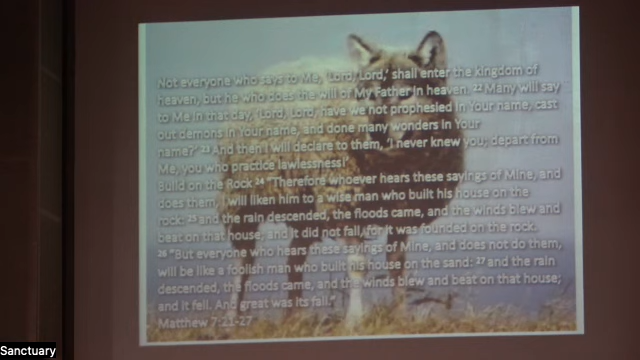 Not everyone who says to Me, 'Lord, Lord,' shall enter the kingdom of
heaven, but he who does the will of My Father in heaven. 22 Many will say
to Me in that day, 'Lord, Lord, have we not prophesied in Your name, cast
out demons in Your name, and done many wonders in Your
name?' 23 And then I will declare to them, 'I never knew you; depart from
Me, you who practice lawlessness!'
Build on the Rock 24 "Therefore whoever hears these sayings of Mine, and
does them, I will liken him to a wise man who built his house on the
rock: 25 and the rain descended, the floods came, and the winds blew and
beat on that house; and it did not fall, for it was founded on the rock.
26 "But everyone who hears these sayings of Mine, and does not do them,
will be like a foolish man who built his house on the sand: 27 and the rain
descended, the floods came, and the winds blew and beat on that house;
and it fell. And great was its fall."
Matthew 7:21-27
Sanctuary